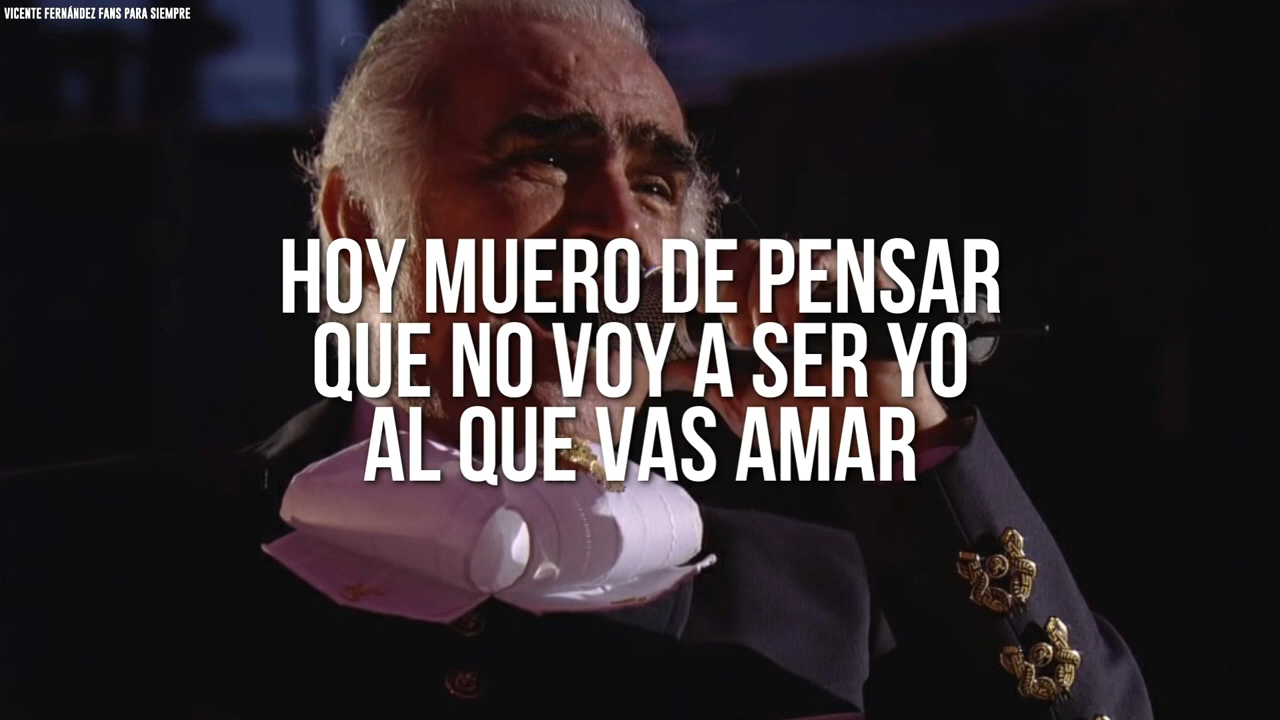 VICENTE FERNÁNDEZ FANS PARA SIEMPRE
HOY MUERO DE PENSAR
QUE NO VOY A SER YO
AL QUE VAS AMAR